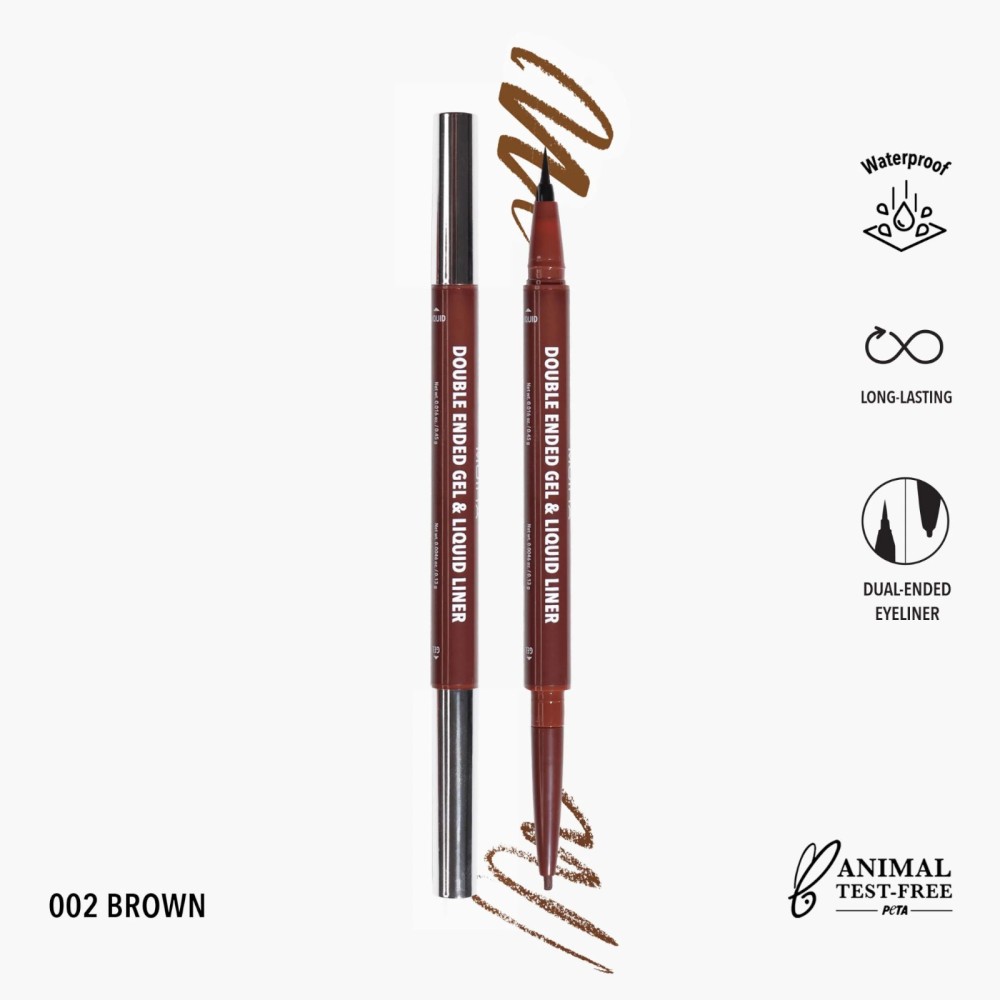 Waterproof
LONG-LASTING
DUAL-ENDED
EYELINER
DOUBLE ENDED GEL & LIQUID LINER
Net wt. 0.016 oz. / 0.45 g
Net wt. 0.0046 oz. / 0.13 g
GEL
DOUBLE ENDED GEL & LIQUID LINER
Net wt. 0.016 oz. / 0.45 g
Net wt. 0.0046 oz. / 0.13 g
GEL
002 BROWN
ANIMAL
TEST-FREE
PETA